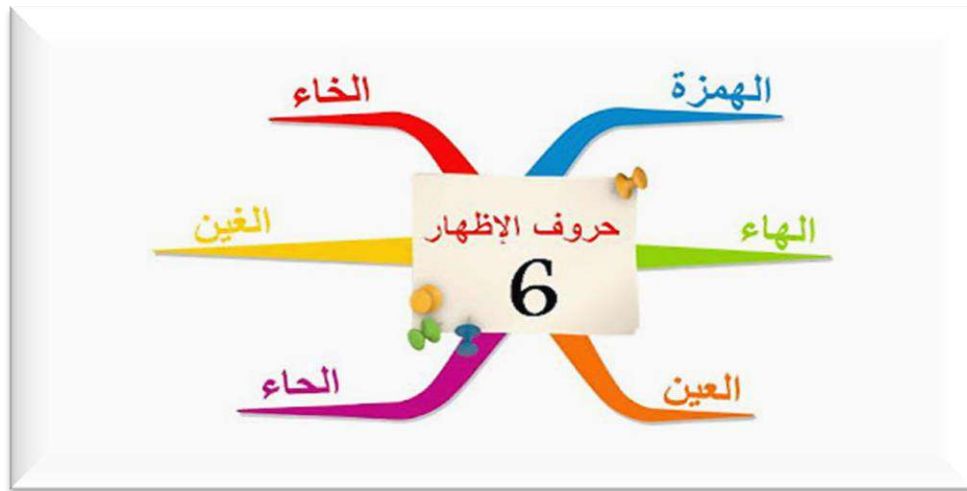 حروف الإظهار
6
الهمزة
الهاء
العين
الحاء
الغين
الخاء